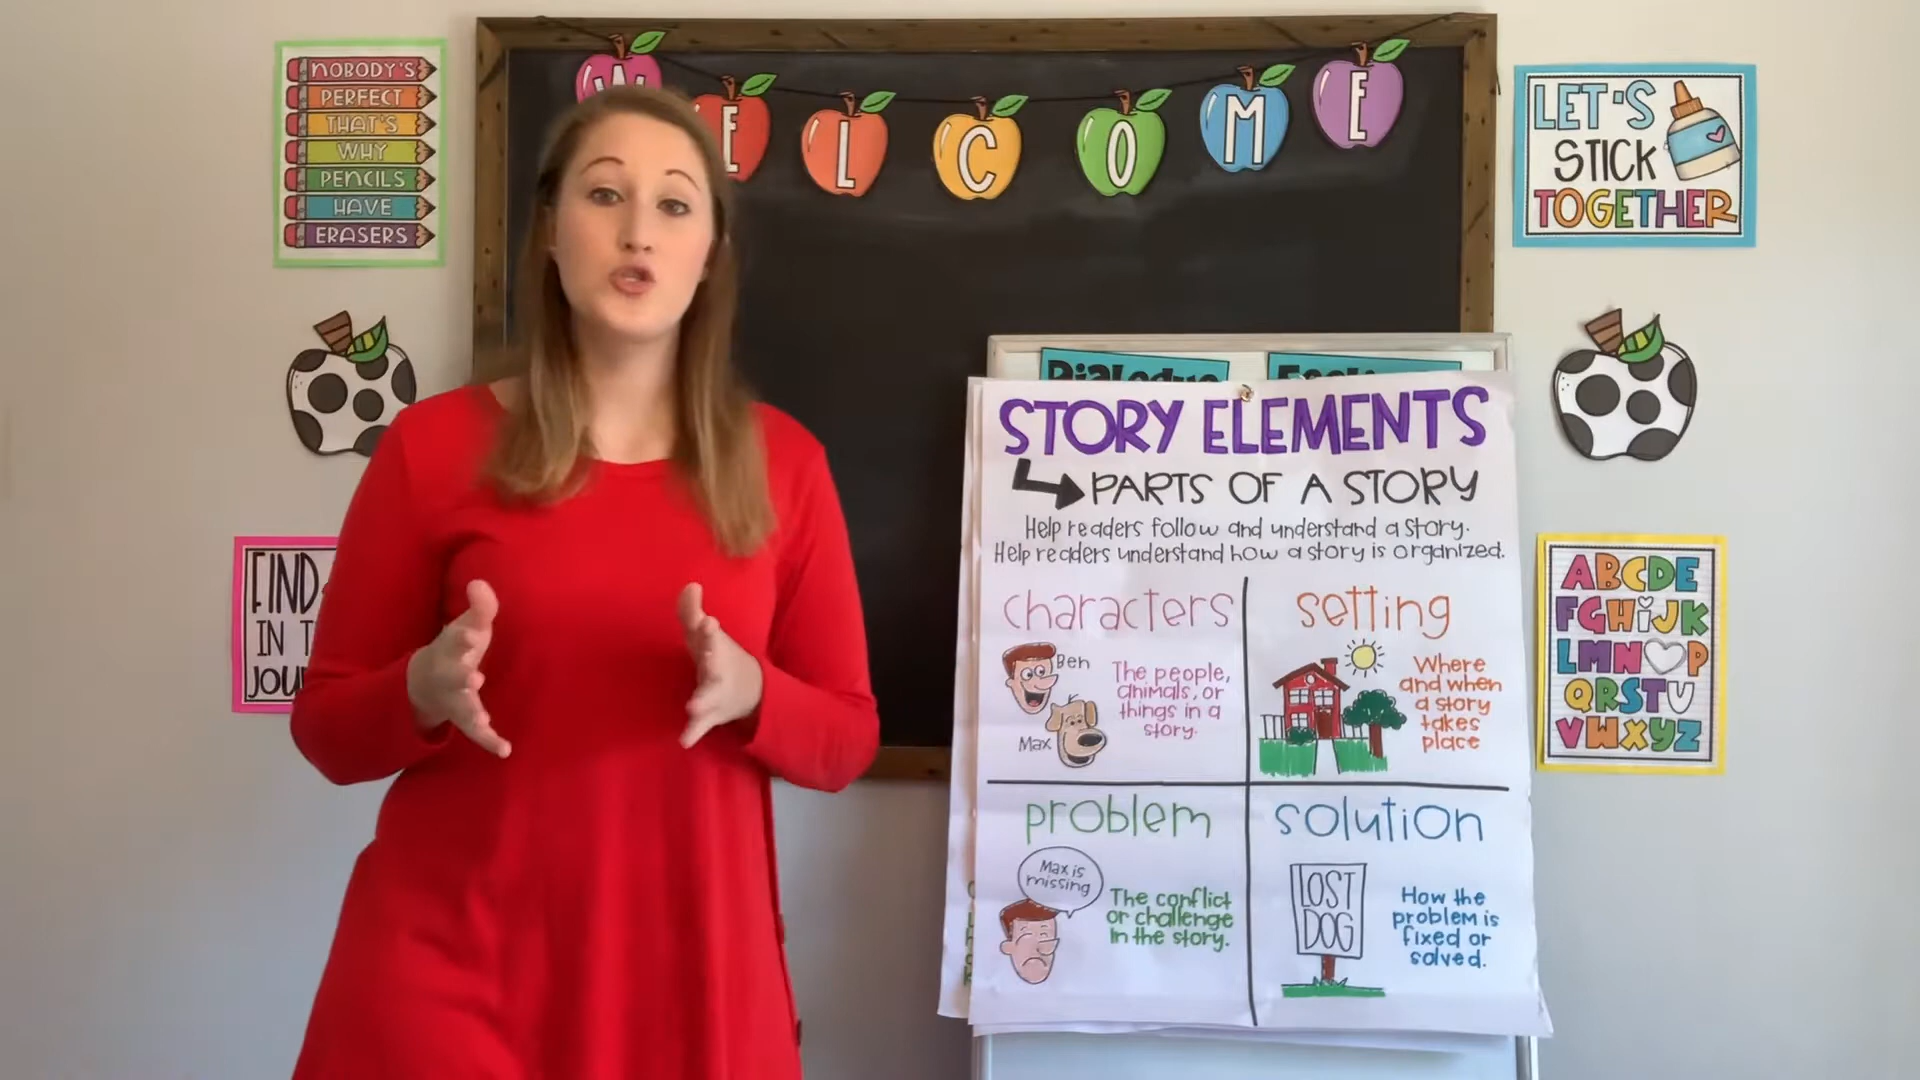 NOBODY'S
PERFECT
THAT'S
WHY
PENCILS
HAVE
ERASERS
WELCOME
LET'S
STICK
TOGETHER
FIND
IN
STORY ELEMENTS
PARTS OF A STORY
Help readers follow and understand a story.
Help readers understand how a story is organized.
characters
Ben
Max
The people,
animals, or
things in a
story.
setting
Where
and when
a story
takes
place
problem
Max is
missing
The conflict
or challenge
in the story.
solution
LOST
DOG
How the
problem is
fixed or
solved.
ABCDE
FGHIJK
LMN P
QRSTU
VWXYZ